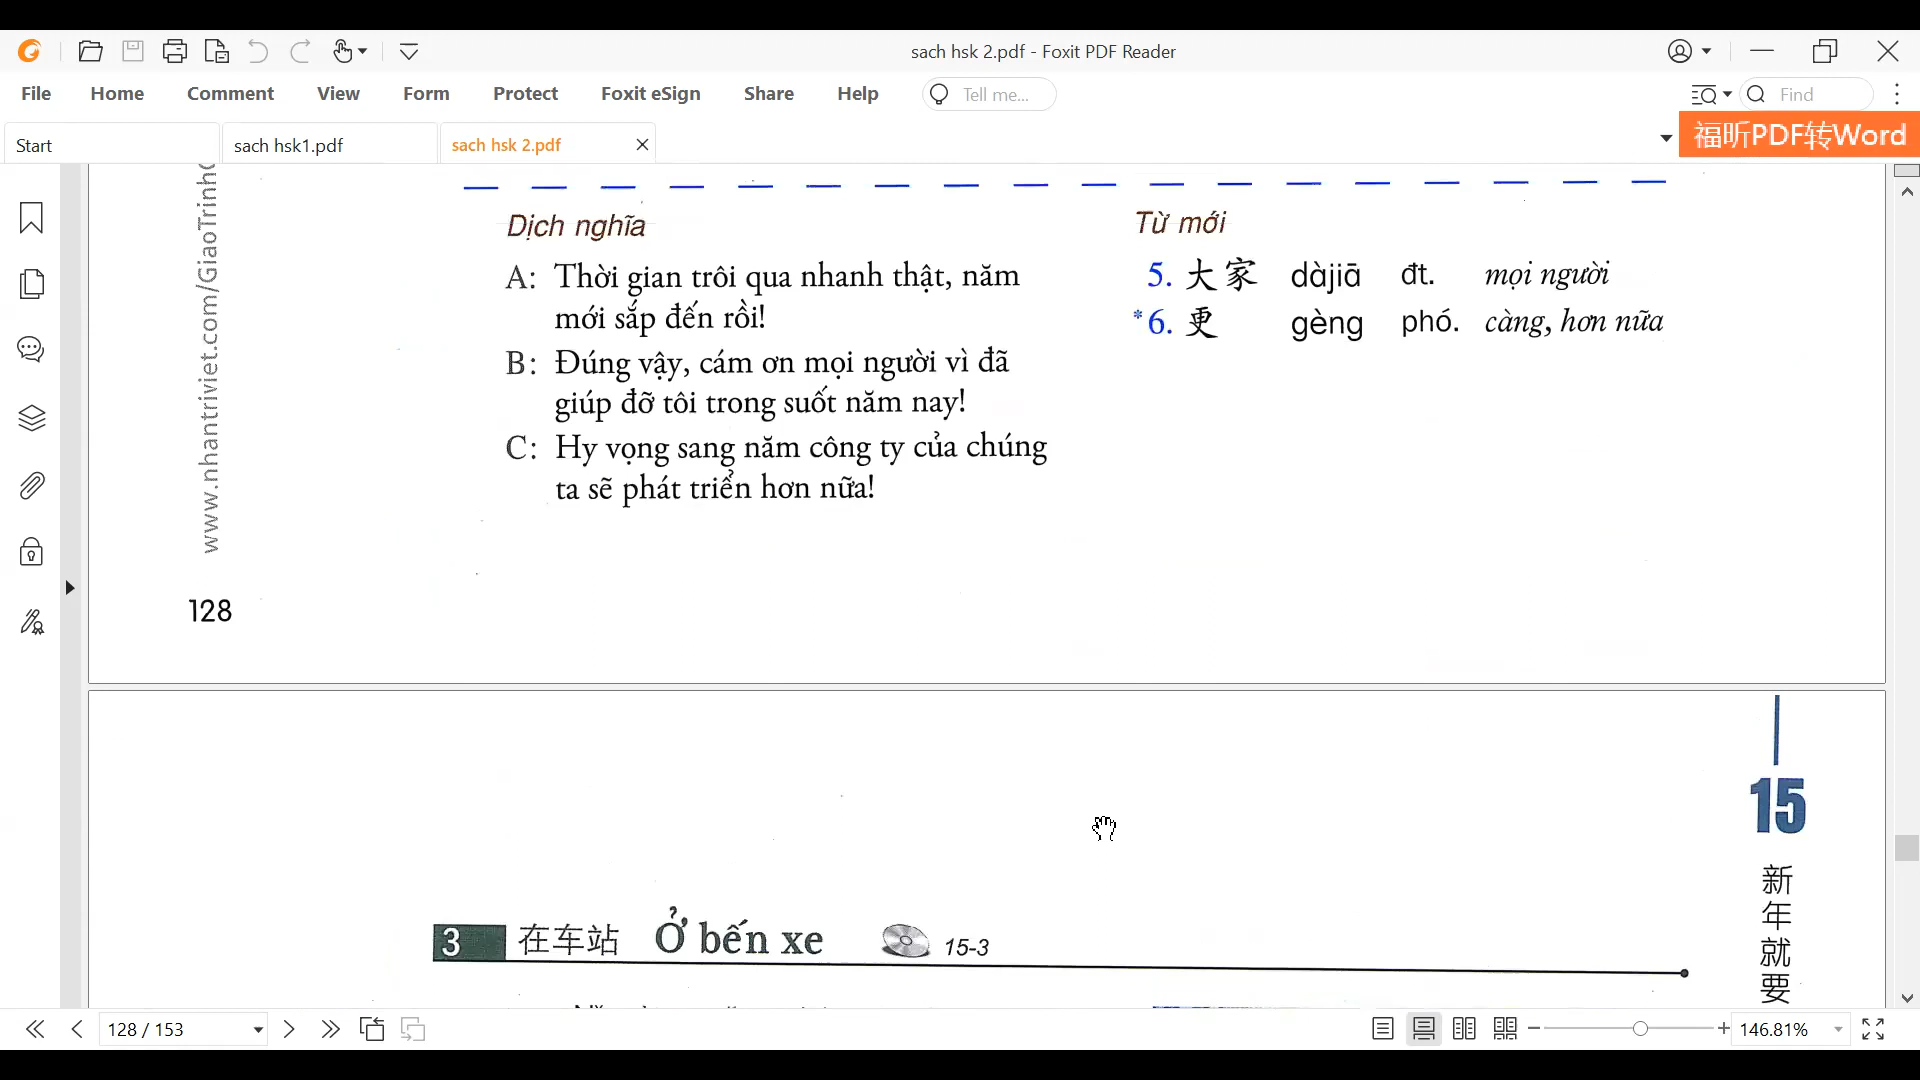 sach hsk 2.pdf - Foxit PDF Reader
File Home Comment View Form Protect Foxit eSign Share Help Tell me... Find
Start sach hsk1.pdf sach hsk 2.pdf 福昕PDF转Word
www.nhantriviet.com/GiaoTrinh
Dịch nghĩa
A: Thời gian trôi qua nhanh thật, năm
mới sắp đến rồi!
B: Đúng vậy, cám ơn mọi người vì đã
giúp đỡ tôi trong suốt năm nay!
C: Hy vọng sang năm công ty của chúng
ta sẽ phát triển hơn nữa!
Từ mới
5. 大家 dàjiā đt. mọi người
*6. 更 gèng phó. càng, hơn nữa
128
15
新年就要
3 在车站 Ở bến xe 15-3
128 / 153 146.81%